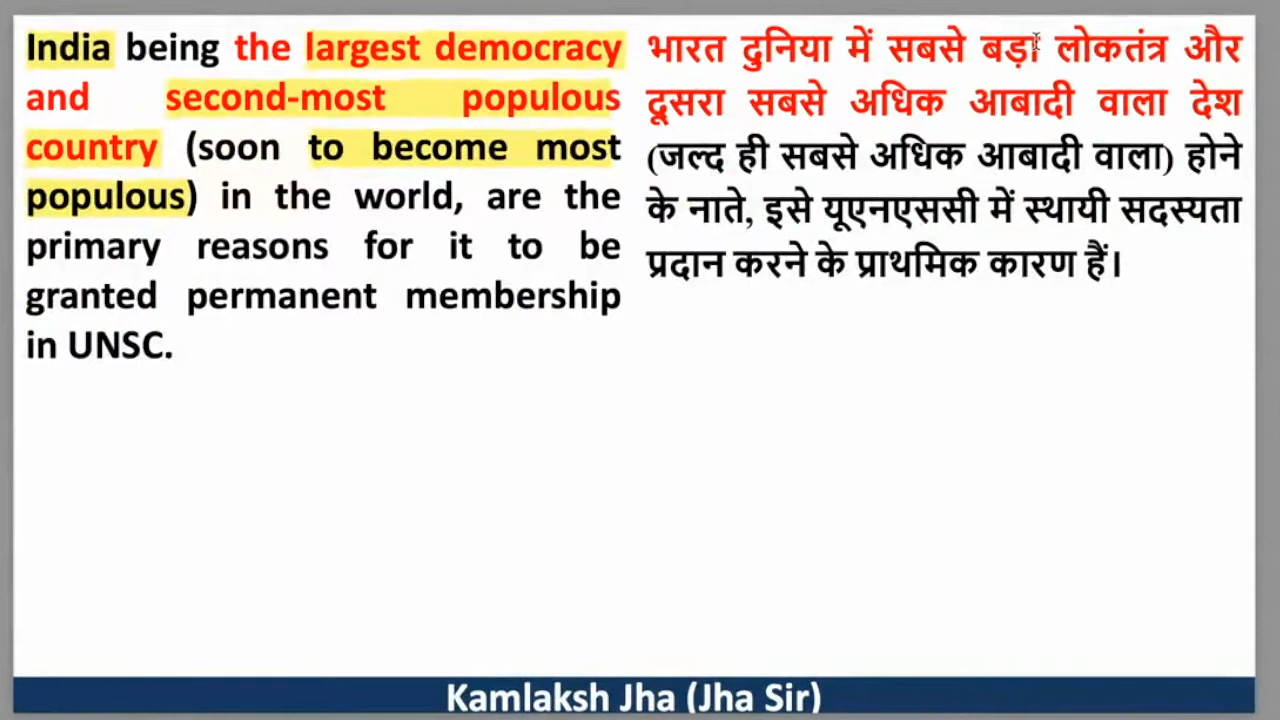 India being the largest democracy
and second-most populous
country (soon to become most
populous) in the world, are the
primary reasons for it to be
granted permanent membership
in UNSC.
भारत दुनिया में सबसे बड़ा लोकतंत्र और
दूसरा सबसे अधिक आबादी वाला देश
(जल्द ही सबसे अधिक आबादी वाला) होने
के नाते, इसे यूएनएससी में स्थायी सदस्यता
प्रदान करने के प्राथमिक कारण हैं।
Kamlaksh Jha (Jha Sir)